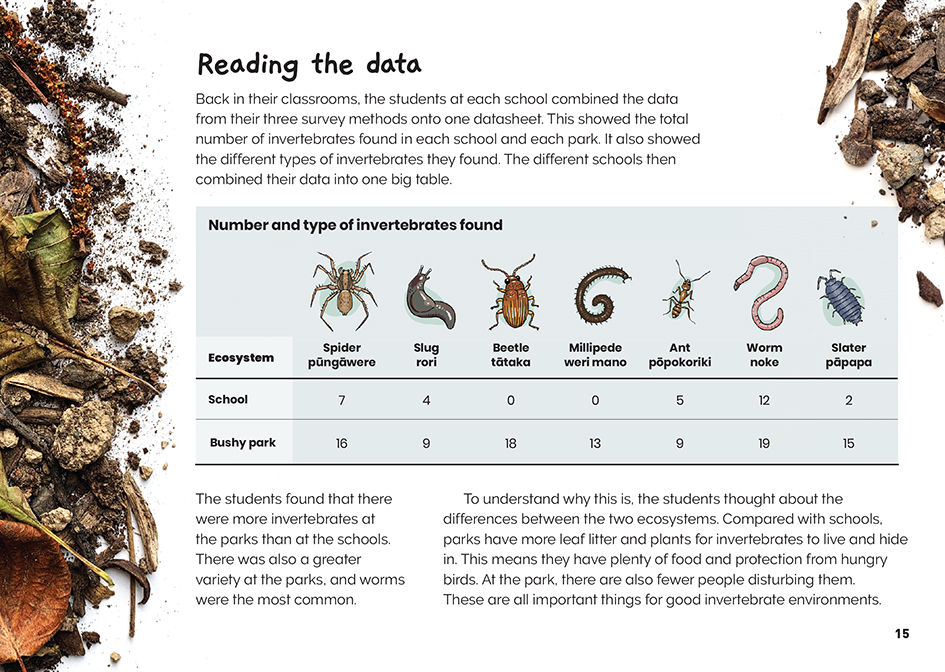 Reading the data
Back in their classrooms, the students at each school combined the data
from their three survey methods onto one datasheet. This showed the total
number of invertebrates found in each school and each park. It also showed
the different types of invertebrates they found. The different schools then
combined their data into one big table.
Number and type of invertebrates found
Ecosystem
Spider
pūngāwere
Slug
rori
Beetle
tātaka
Millipede
weri mano
Ant
pōpokoriki
Worm
noke
Slater
pāpapa
School 7 4 0 0 5 12 2
Bushy park 16 9 18 13 9 19 15
The students found that there
were more invertebrates at
the parks than at the schools.
There was also a greater
variety at the parks, and worms
were the most common.
To understand why this is, the students thought about the
differences between the two ecosystems. Compared with schools,
parks have more leaf litter and plants for invertebrates to live and hide
in. This means they have plenty of food and protection from hungry
birds. At the park, there are also fewer people disturbing them.
These are all important things for good invertebrate environments.
15